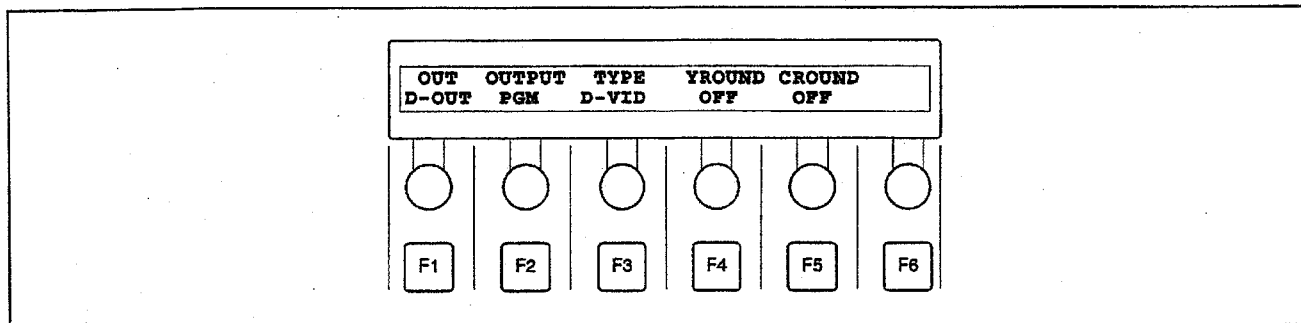 OUT OUTPUT TYPE YROUND CROUND
D-OUT PGM D-VID OFF OFF
F1 F2 F3 F4 F5 F6